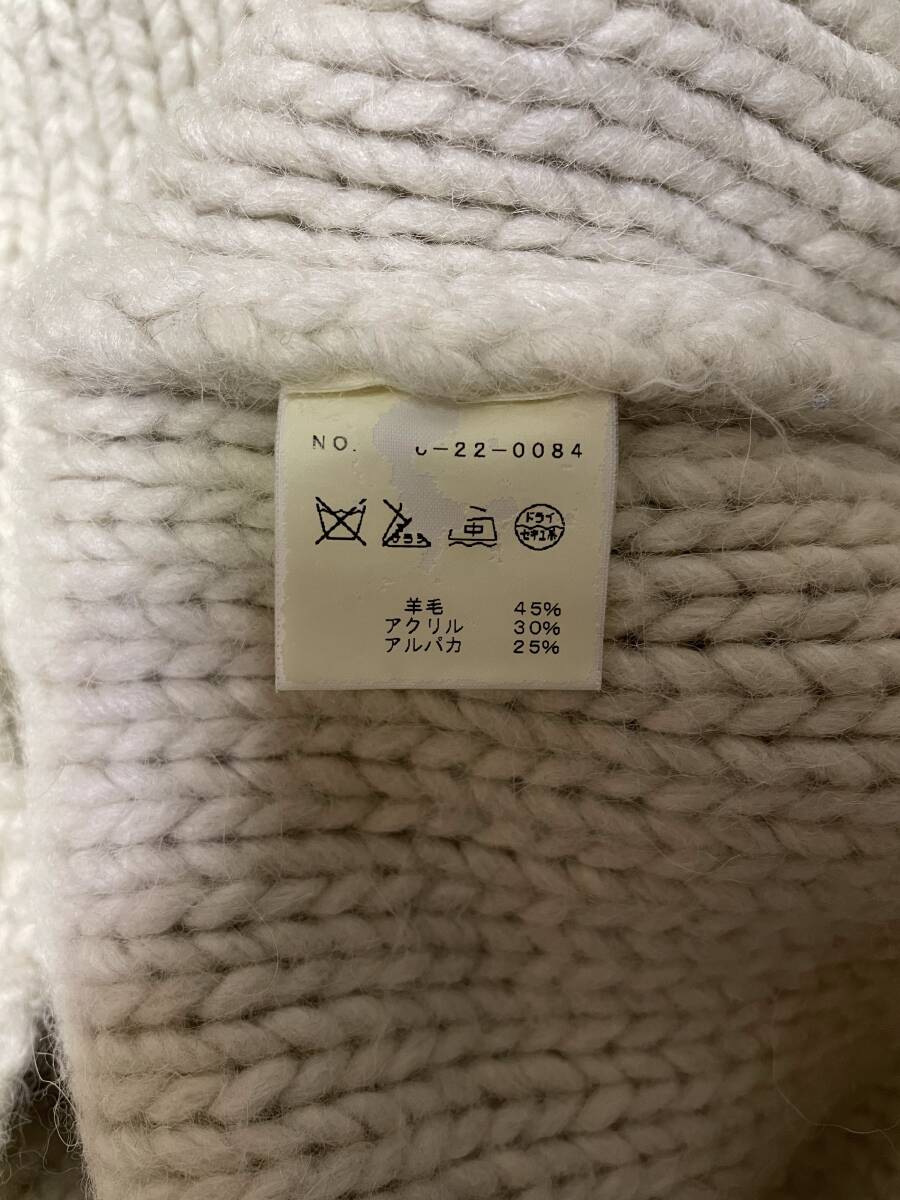 NO. -22-0084
中 ドライ
セキユ系
羊毛 45%
アクリル 30%
アルパカ 25%